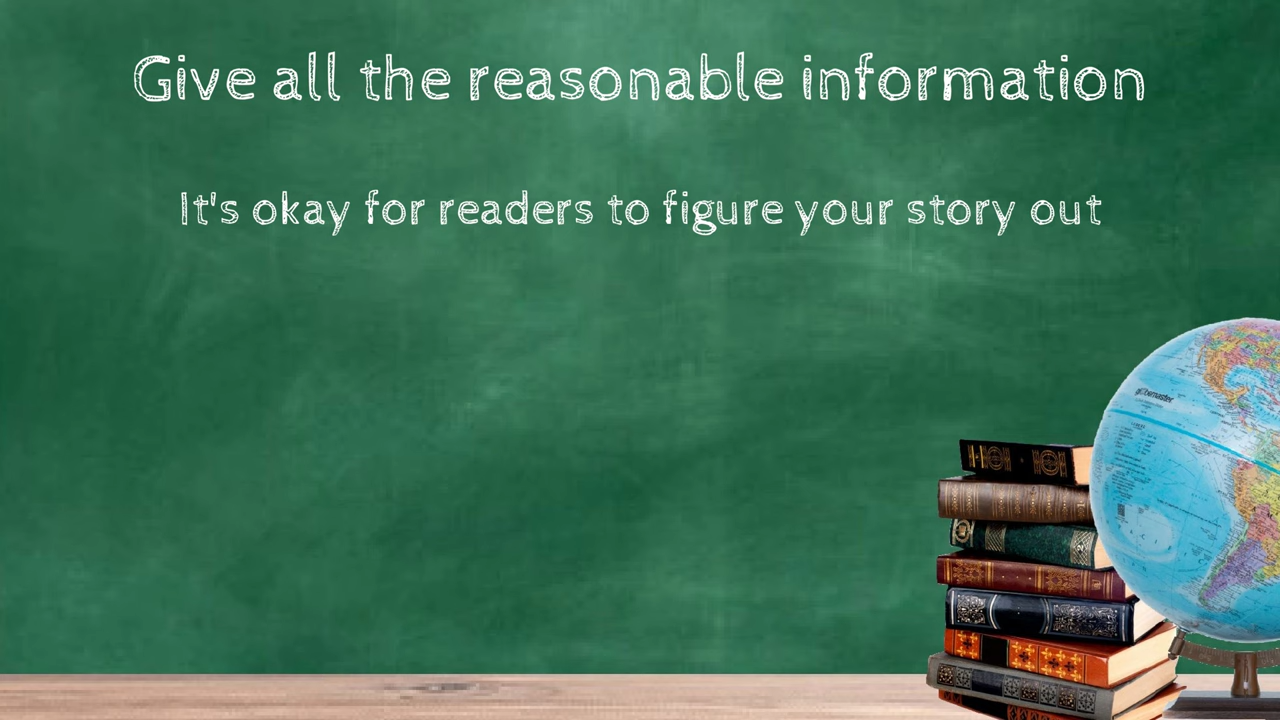 Give all the reasonable information
It's okay for readers to figure your story out